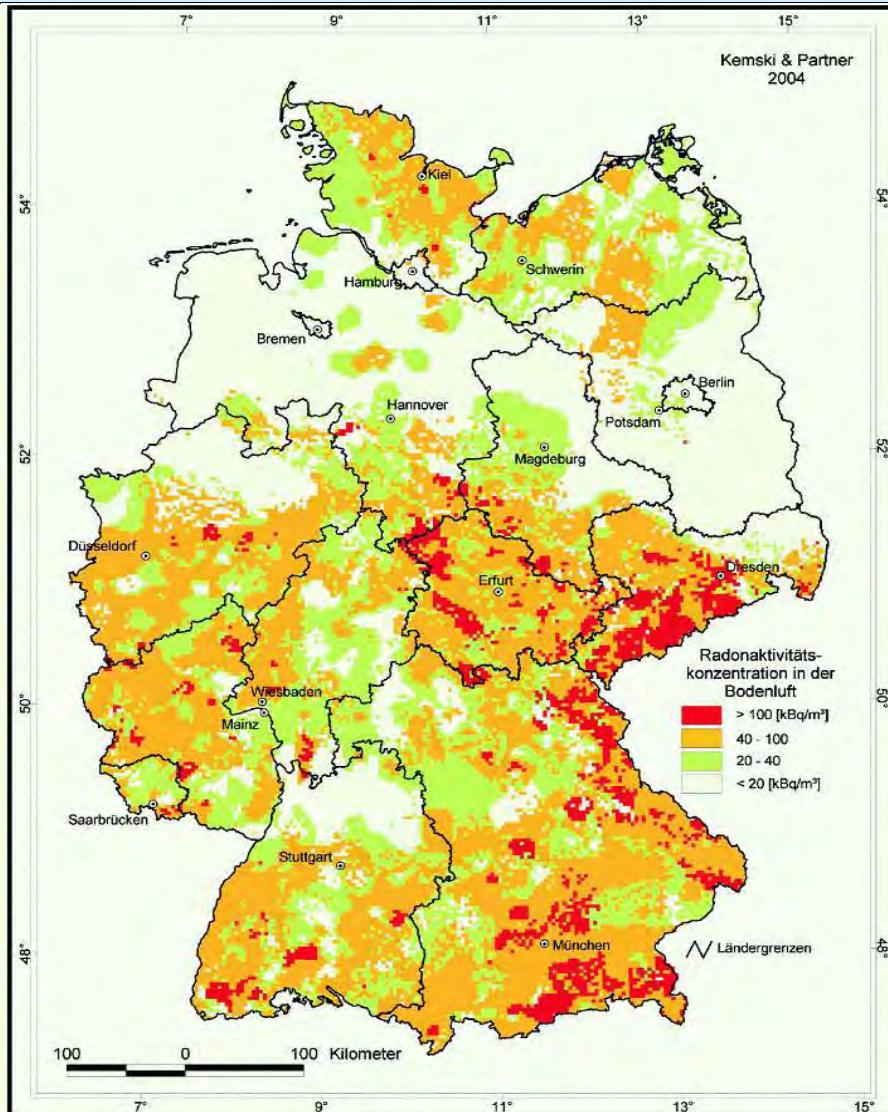 7° 9° 11° 13° 15°
Kemski & Partner
2004
54° 54°
Kiel
Schwerin
Hamburg
Bremen
Berlin
Hannover
Potsdam
52° 52°
Magdeburg
Düsseldorf
Dresden
Erfurt
Radonaktivitäts-
konzentration in der
Bodenluft
50° 50°
Wiesbaden
Mainz
> 100 [kBq/m³]
40 - 100
20 - 40
< 20 [kBq/m³]
Saarbrücken
Stuttgart
48° 48°
München
Ländergrenzen
100 0 100 Kilometer
7° 9° 11° 13° 15°